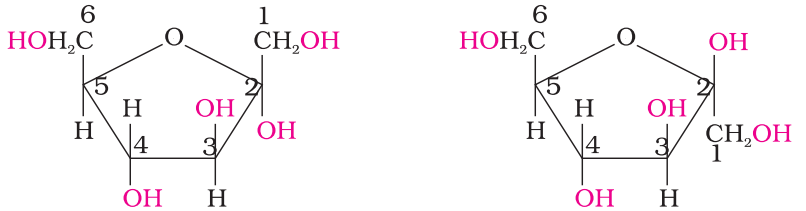 6 1 6
HOH₂C O CH₂OH HOH₂C O OH
5 2 5 2
H H OH OH H H OH CH₂OH
4 3 4 3 1
OH H OH H